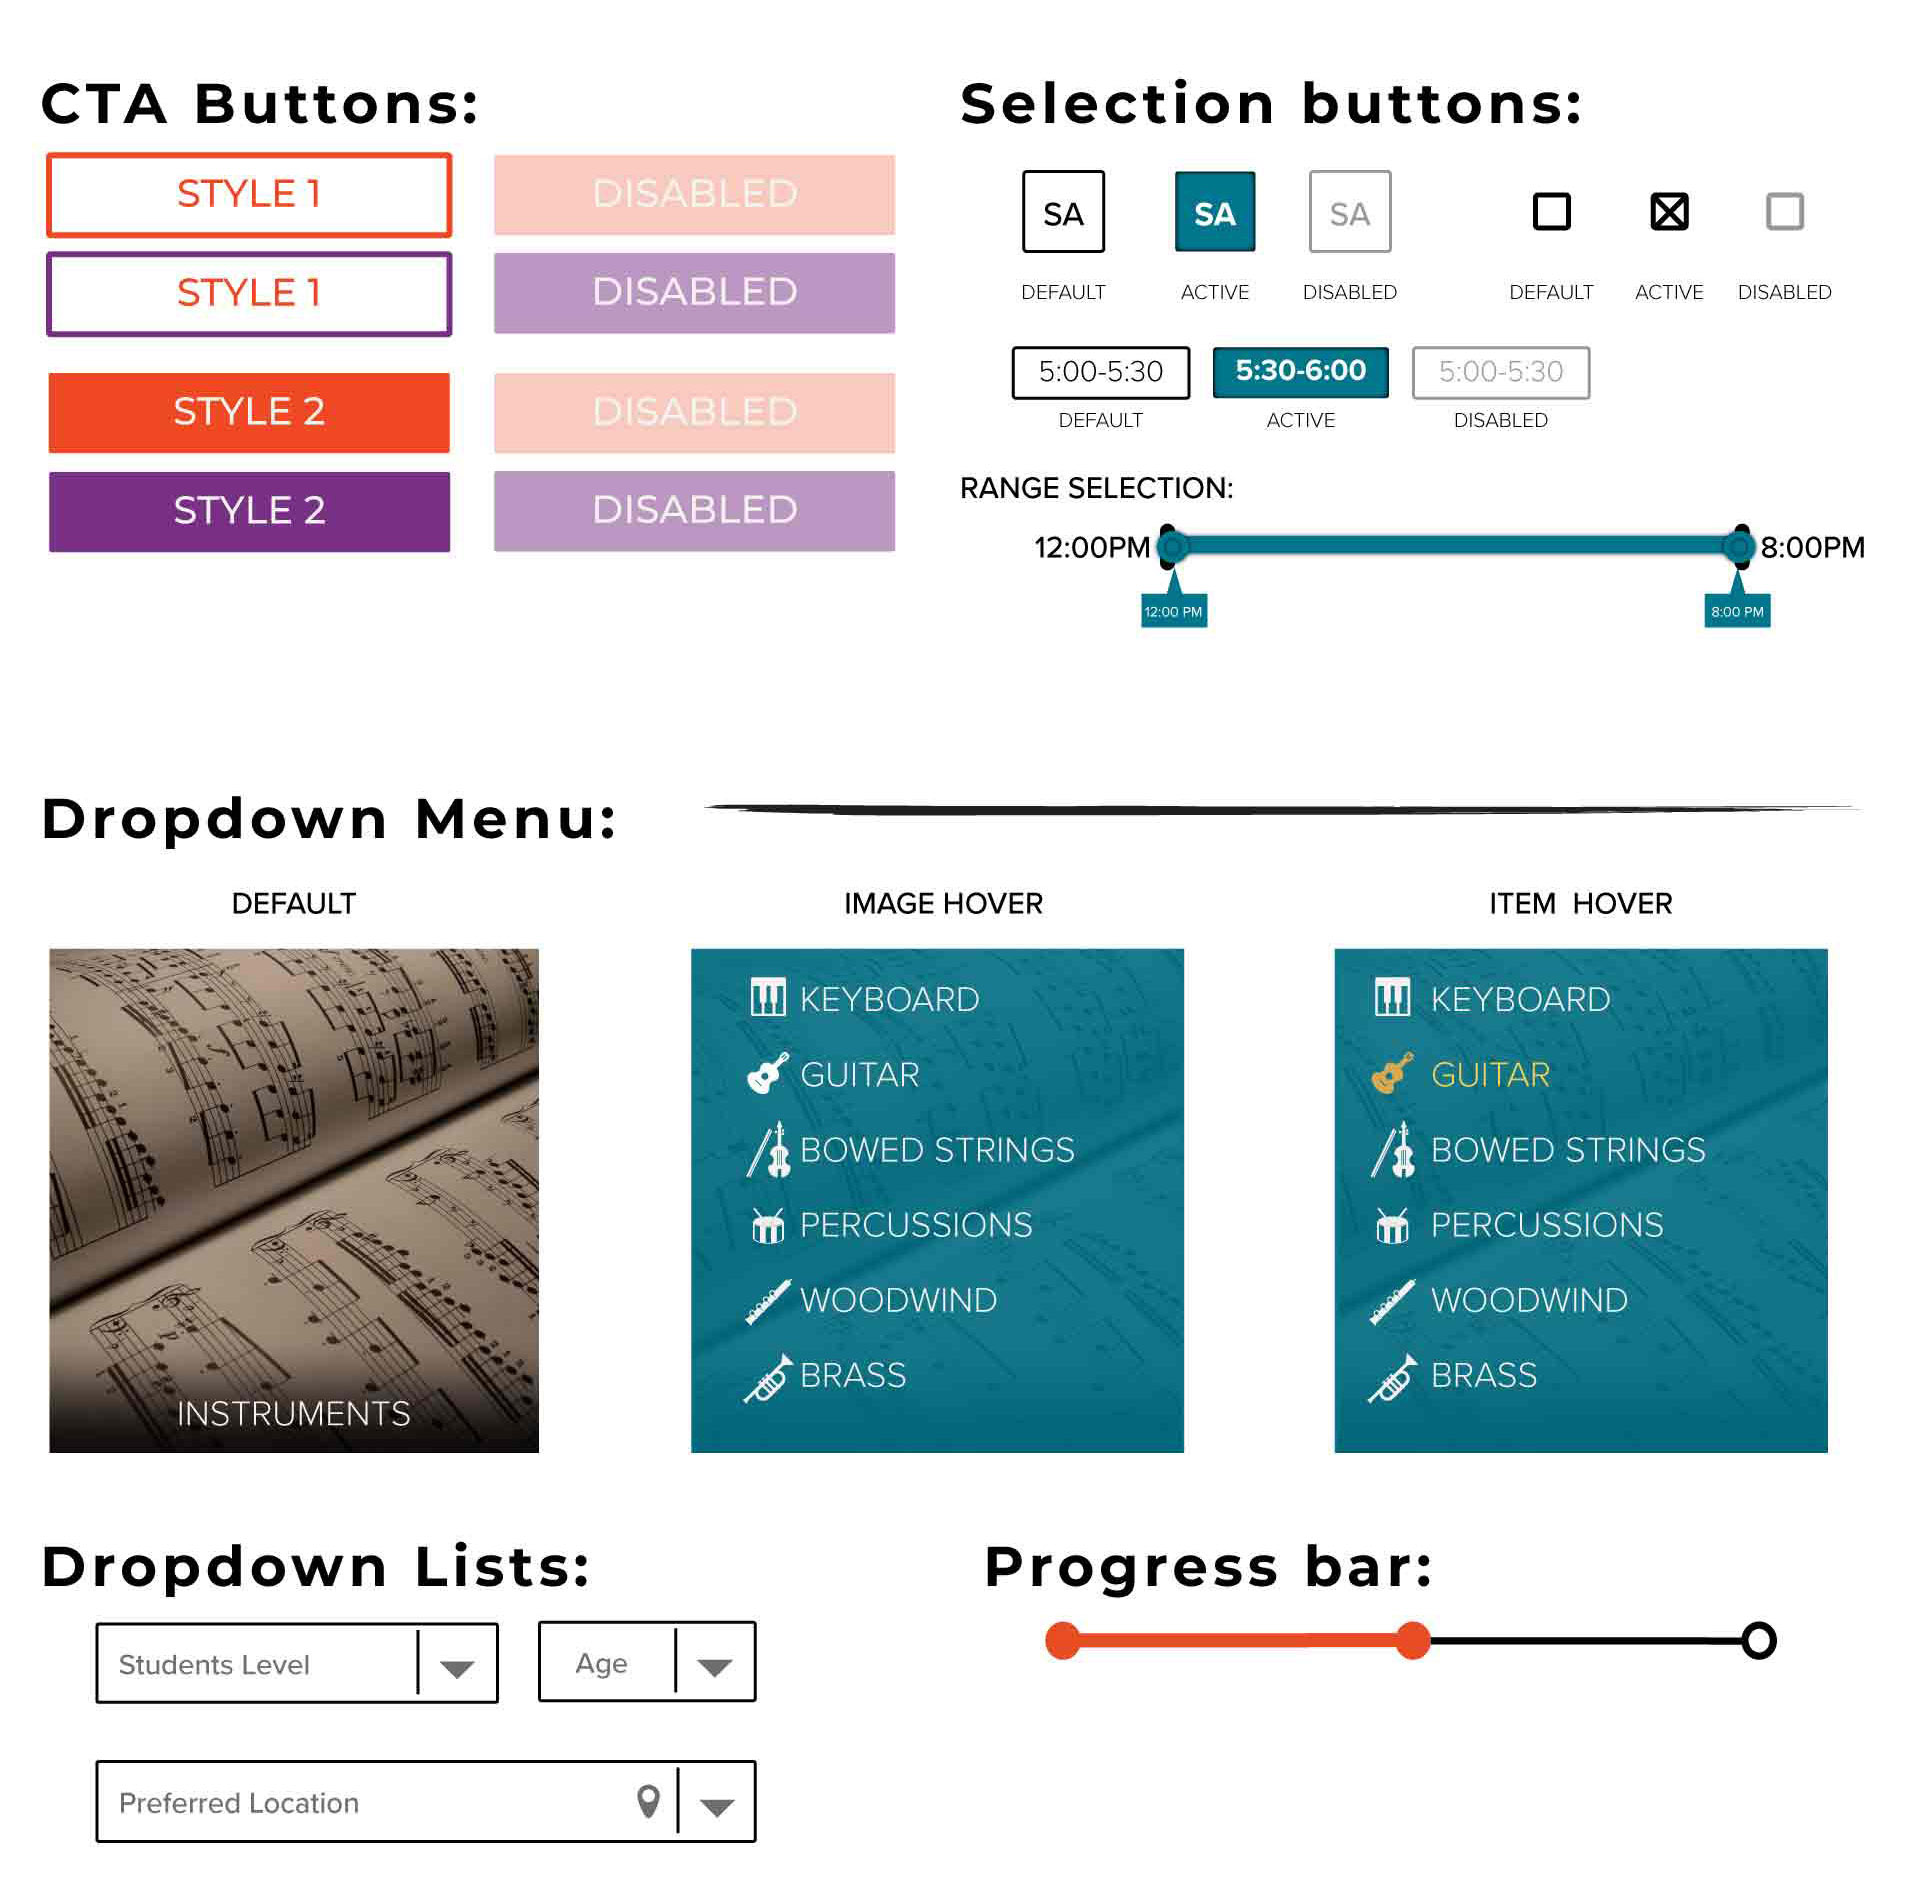 CTA Buttons:
STYLE 1
DISABLED
STYLE 1
DISABLED
STYLE 2
DISABLED
STYLE 2
DISABLED
Selection buttons:
SA
SA
SA
DEFAULT
ACTIVE
DISABLED
DEFAULT
ACTIVE
DISABLED
5:00-5:30
5:30-6:00
5:00-5:30
DEFAULT
ACTIVE
DISABLED
RANGE SELECTION:
12:00PM
8:00PM
12:00 PM
8:00 PM
Dropdown Menu:
DEFAULT
INSTRUMENTS
IMAGE HOVER
KEYBOARD
GUITAR
BOWED STRINGS
PERCUSSIONS
WOODWIND
BRASS
ITEM HOVER
KEYBOARD
GUITAR
BOWED STRINGS
PERCUSSIONS
WOODWIND
BRASS
Dropdown Lists:
Students Level
Age
Preferred Location
Progress bar: